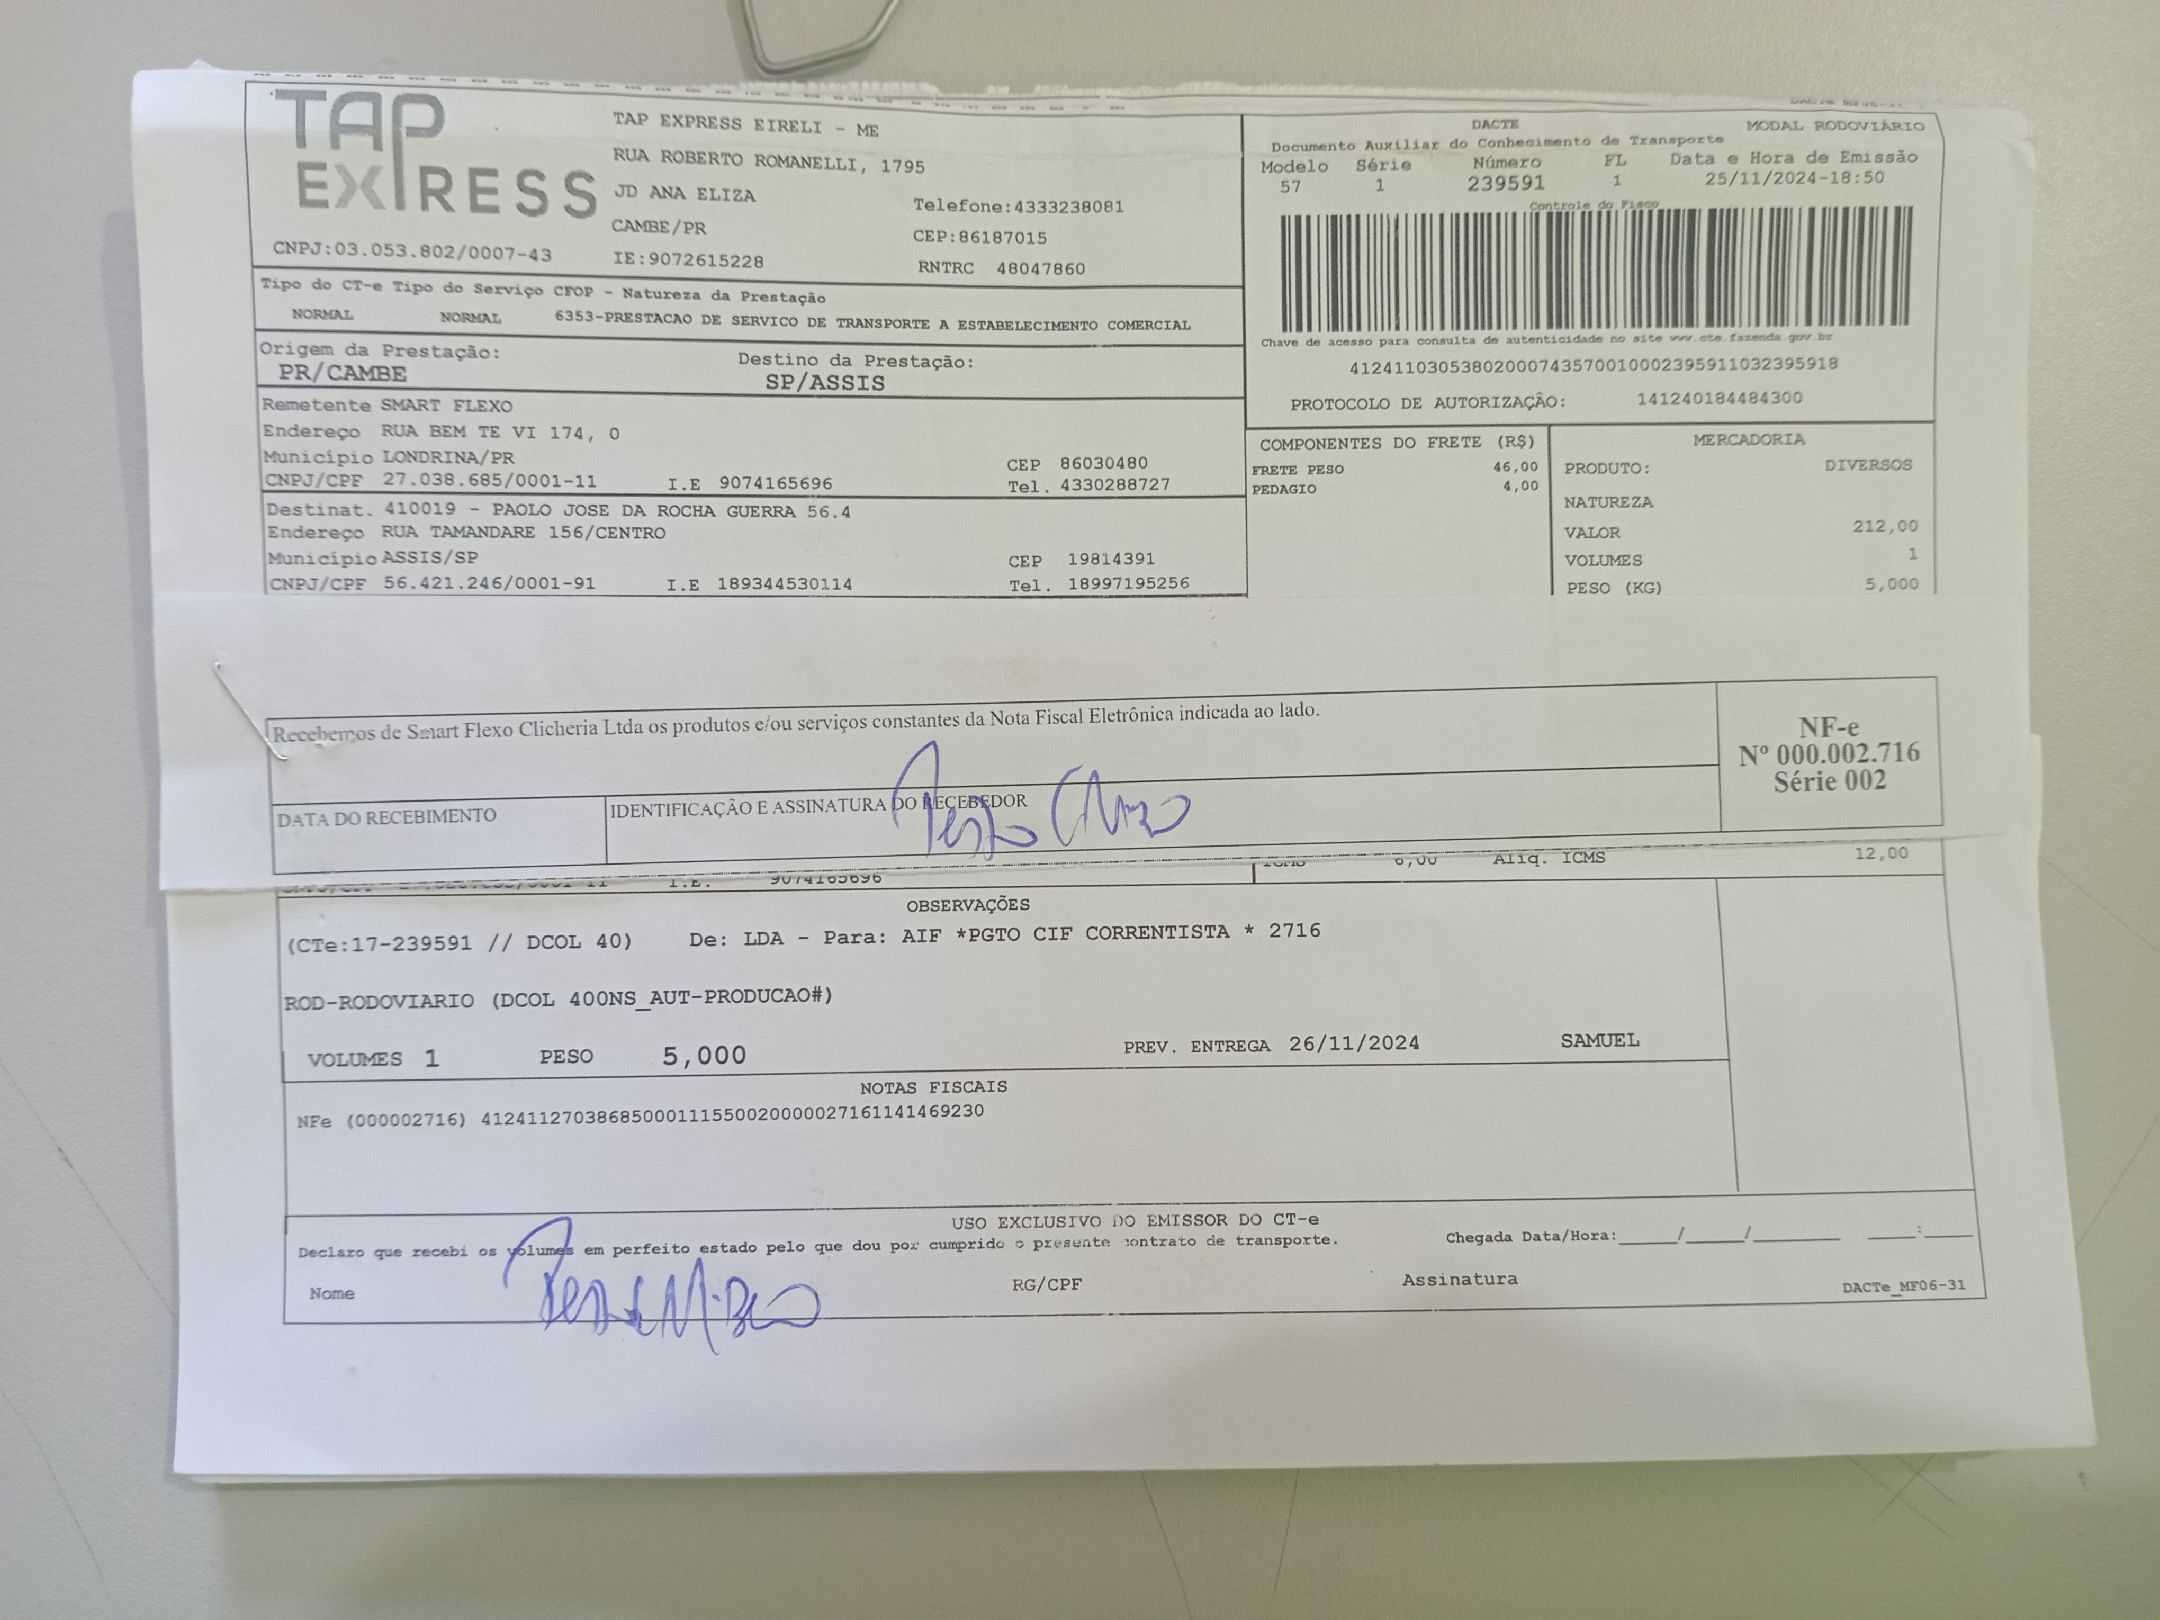 TAP
EXPRESS
CNPJ:03.053.802/0007-43
TAP EXPRESS EIRELI - ME
RUA ROBERTO ROMANELLI, 1795
JD ANA ELIZA
Telefone:4333238081
CAMBE/PR
CEP:86187015
IE:9072615228
RNTRC 48047860
DACTE MODAL RODOVIÁRIO
Documento Auxiliar do Conhecimento de Transporte
Modelo Série Número FL Data e Hora de Emissão
57 1 239591 1 25/11/2024-18:50
Controle do Fisco
Chave de acesso para consulta de autenticidade no site www.cte.fazenda.gov.br
41241103053802000743570010002395911032395918
PROTOCOLO DE AUTORIZAÇÃO: 141240184484300
Tipo do CT-e Tipo do Serviço CFOP - Natureza da Prestação
NORMAL NORMAL 6353-PRESTACAO DE SERVICO DE TRANSPORTE A ESTABELECIMENTO COMERCIAL
Origem da Prestação: Destino da Prestação:
PR/CAMBE SP/ASSIS
Remetente SMART FLEXO
Endereço RUA BEM TE VI 174, 0
Município LONDRINA/PR CEP 86030480
CNPJ/CPF 27.038.685/0001-11 I.E 9074165696 Tel. 4330288727
Destinat. 410019 - PAOLO JOSE DA ROCHA GUERRA 56.4
Endereço RUA TAMANDARE 156/CENTRO
Município ASSIS/SP CEP 19814391
CNPJ/CPF 56.421.246/0001-91 I.E 189344530114 Tel. 18997195256
COMPONENTES DO FRETE (R$)
FRETE PESO 46,00
PEDAGIO 4,00
MERCADORIA
PRODUTO: DIVERSOS
NATUREZA
VALOR 212,00
VOLUMES 1
PESO (KG) 5,000
Recebemos de Smart Flexo Clicheria Ltda os produtos e/ou serviços constantes da Nota Fiscal Eletrônica indicada ao lado.
NF-e
Nº 000.002.716
Série 002
DATA DO RECEBIMENTO
IDENTIFICAÇÃO E ASSINATURA DO RECEBEDOR
I.E. 9074165696
ICMS 6,00 Aliq. ICMS 12,00
OBSERVAÇÕES
(CTe:17-239591 // DCOL 40) De: LDA - Para: AIF *PGTO CIF CORRENTISTA * 2716
ROD-RODOVIARIO (DCOL 400NS_AUT-PRODUCAO#)
VOLUMES 1 PESO 5,000 PREV. ENTREGA 26/11/2024 SAMUEL
NOTAS FISCAIS
NFe (000002716) 41241127038685000111550020000027161141469230
USO EXCLUSIVO DO EMISSOR DO CT-e
Declaro que recebi os volumes em perfeito estado pelo que dou por cumprido o presente contrato de transporte.
Chegada Data/Hora:_____/_____/_______ ____:____
Nome RG/CPF Assinatura DACTe_MF06-31